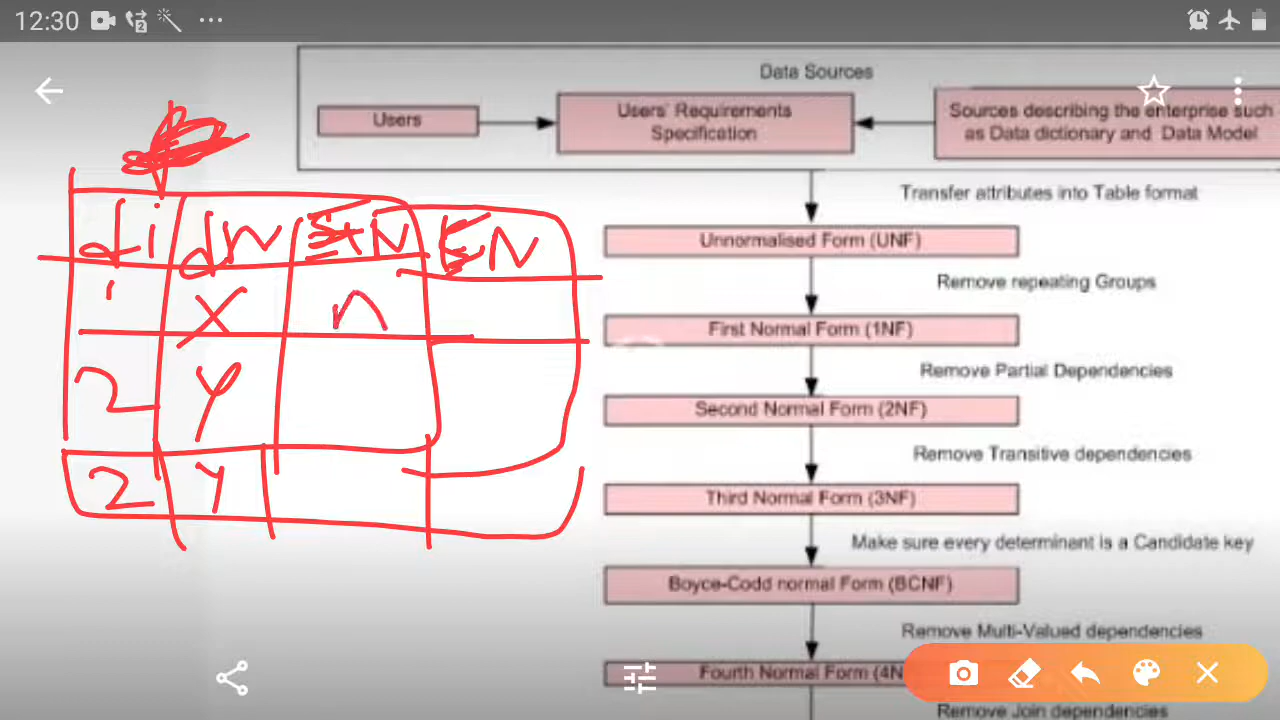 12:30
Data Sources
Users
Users' Requirements
Specification
Sources describing the enterprise such
as Data dictionary and Data Model
Transfer attributes into Table format
Unnormalised Form (UNF)
Remove repeating Groups
First Normal Form (1NF)
Remove Partial Dependencies
Second Normal Form (2NF)
Remove Transitive dependencies
Third Normal Form (3NF)
Make sure every determinant is a Candidate key
Boyce-Codd normal Form (BCNF)
Remove Multi-Valued dependencies
Fourth Normal Form (4N
Remove Join dependencies
di dN StN EN
1 X n
2 Y
2 Y